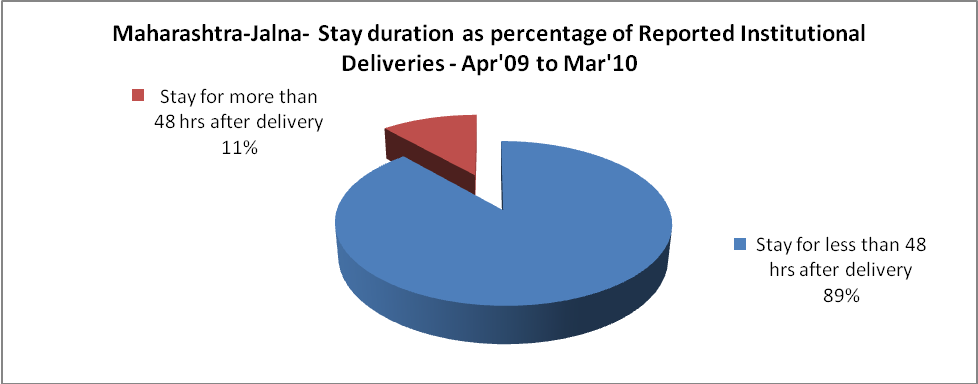 Maharashtra-Jalna- Stay duration as percentage of Reported Institutional
Deliveries - Apr'09 to Mar'10
Stay for more than
48 hrs after delivery
11%
Stay for less than 48
hrs after delivery
89%